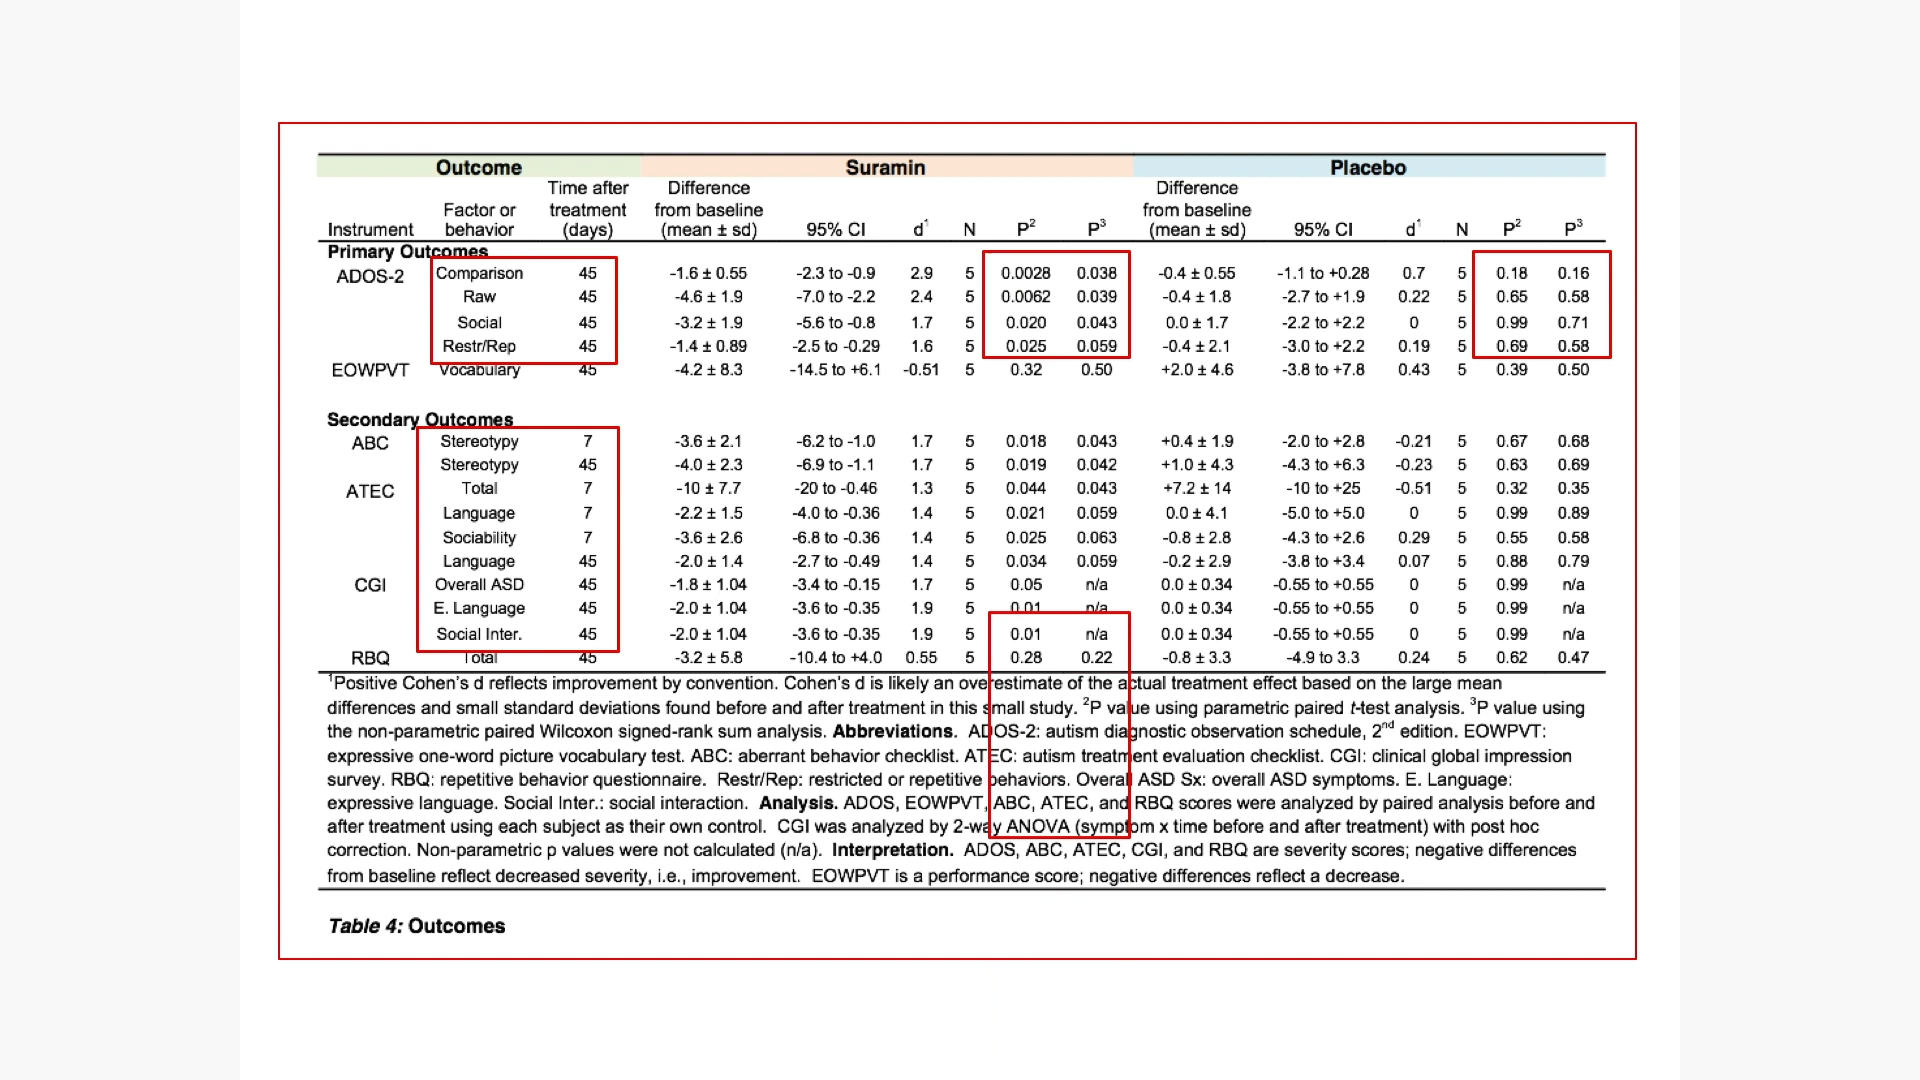 Outcome Suramin Placebo
Instrument Factor or behavior Time after treatment (days) Difference from baseline (mean ± sd) 95% CI d¹ N P² P³ Difference from baseline (mean ± sd) 95% CI d¹ N P² P³
Primary Outcomes
ADOS-2 Comparison 45 -1.6 ± 0.55 -2.3 to -0.9 2.9 5 0.0028 0.038 -0.4 ± 0.55 -1.1 to +0.28 0.7 5 0.18 0.16
Raw 45 -4.6 ± 1.9 -7.0 to -2.2 2.4 5 0.0062 0.039 -0.4 ± 1.8 -2.7 to +1.9 0.22 5 0.65 0.58
Social 45 -3.2 ± 1.9 -5.6 to -0.8 1.7 5 0.020 0.043 0.0 ± 1.7 -2.2 to +2.2 0 5 0.99 0.71
Restr/Rep 45 -1.4 ± 0.89 -2.5 to -0.29 1.6 5 0.025 0.059 -0.4 ± 2.1 -3.0 to +2.2 0.19 5 0.69 0.58
EOWPVT Vocabulary 45 -4.2 ± 8.3 -14.5 to +6.1 -0.51 5 0.32 0.50 +2.0 ± 4.6 -3.8 to +7.8 0.43 5 0.39 0.50
Secondary Outcomes
ABC Stereotypy 7 -3.6 ± 2.1 -6.2 to -1.0 1.7 5 0.018 0.043 +0.4 ± 1.9 -2.0 to +2.8 -0.21 5 0.67 0.68
Stereotypy 45 -4.0 ± 2.3 -6.9 to -1.1 1.7 5 0.019 0.042 +1.0 ± 4.3 -4.3 to +6.3 -0.23 5 0.63 0.69
ATEC Total 7 -10 ± 7.7 -20 to -0.46 1.3 5 0.044 0.043 +7.2 ± 14 -10 to +25 -0.51 5 0.32 0.35
Language 7 -2.2 ± 1.5 -4.0 to -0.36 1.4 5 0.021 0.059 0.0 ± 4.1 -5.0 to +5.0 0 5 0.99 0.89
Sociability 7 -3.6 ± 2.6 -6.8 to -0.36 1.4 5 0.025 0.063 -0.8 ± 2.8 -4.3 to +2.6 0.29 5 0.55 0.58
Language 45 -2.0 ± 1.4 -2.7 to -0.49 1.4 5 0.034 0.059 -0.2 ± 2.9 -3.8 to +3.4 0.07 5 0.88 0.79
CGI Overall ASD 45 -1.8 ± 1.04 -3.4 to -0.15 1.7 5 0.05 n/a 0.0 ± 0.34 -0.55 to +0.55 0 5 0.99 n/a
E. Language 45 -2.0 ± 1.04 -3.6 to -0.35 1.9 5 0.01 n/a 0.0 ± 0.34 -0.55 to +0.55 0 5 0.99 n/a
Social Inter. 45 -2.0 ± 1.04 -3.6 to -0.35 1.9 5 0.01 n/a 0.0 ± 0.34 -0.55 to +0.55 0 5 0.99 n/a
RBQ Total 45 -3.2 ± 5.8 -10.4 to +4.0 0.55 5 0.28 0.22 -0.8 ± 3.3 -4.9 to 3.3 0.24 5 0.62 0.47
¹Positive Cohen's d reflects improvement by convention. Cohen's d is likely an overestimate of the actual treatment effect based on the large mean
differences and small standard deviations found before and after treatment in this small study. ²P value using parametric paired t-test analysis. ³P value using
the non-parametric paired Wilcoxon signed-rank sum analysis. Abbreviations. ADOS-2: autism diagnostic observation schedule, 2nd edition. EOWPVT:
expressive one-word picture vocabulary test. ABC: aberrant behavior checklist. ATEC: autism treatment evaluation checklist. CGI: clinical global impression
survey. RBQ: repetitive behavior questionnaire. Restr/Rep: restricted or repetitive behaviors. Overall ASD Sx: overall ASD symptoms. E. Language:
expressive language. Social Inter.: social interaction. Analysis. ADOS, EOWPVT, ABC, ATEC, and RBQ scores were analyzed by paired analysis before and
after treatment using each subject as their own control. CGI was analyzed by 2-way ANOVA (symptom x time before and after treatment) with post hoc
correction. Non-parametric p values were not calculated (n/a). Interpretation. ADOS, ABC, ATEC, CGI, and RBQ are severity scores; negative differences
from baseline reflect decreased severity, i.e., improvement. EOWPVT is a performance score; negative differences reflect a decrease.
Table 4: Outcomes